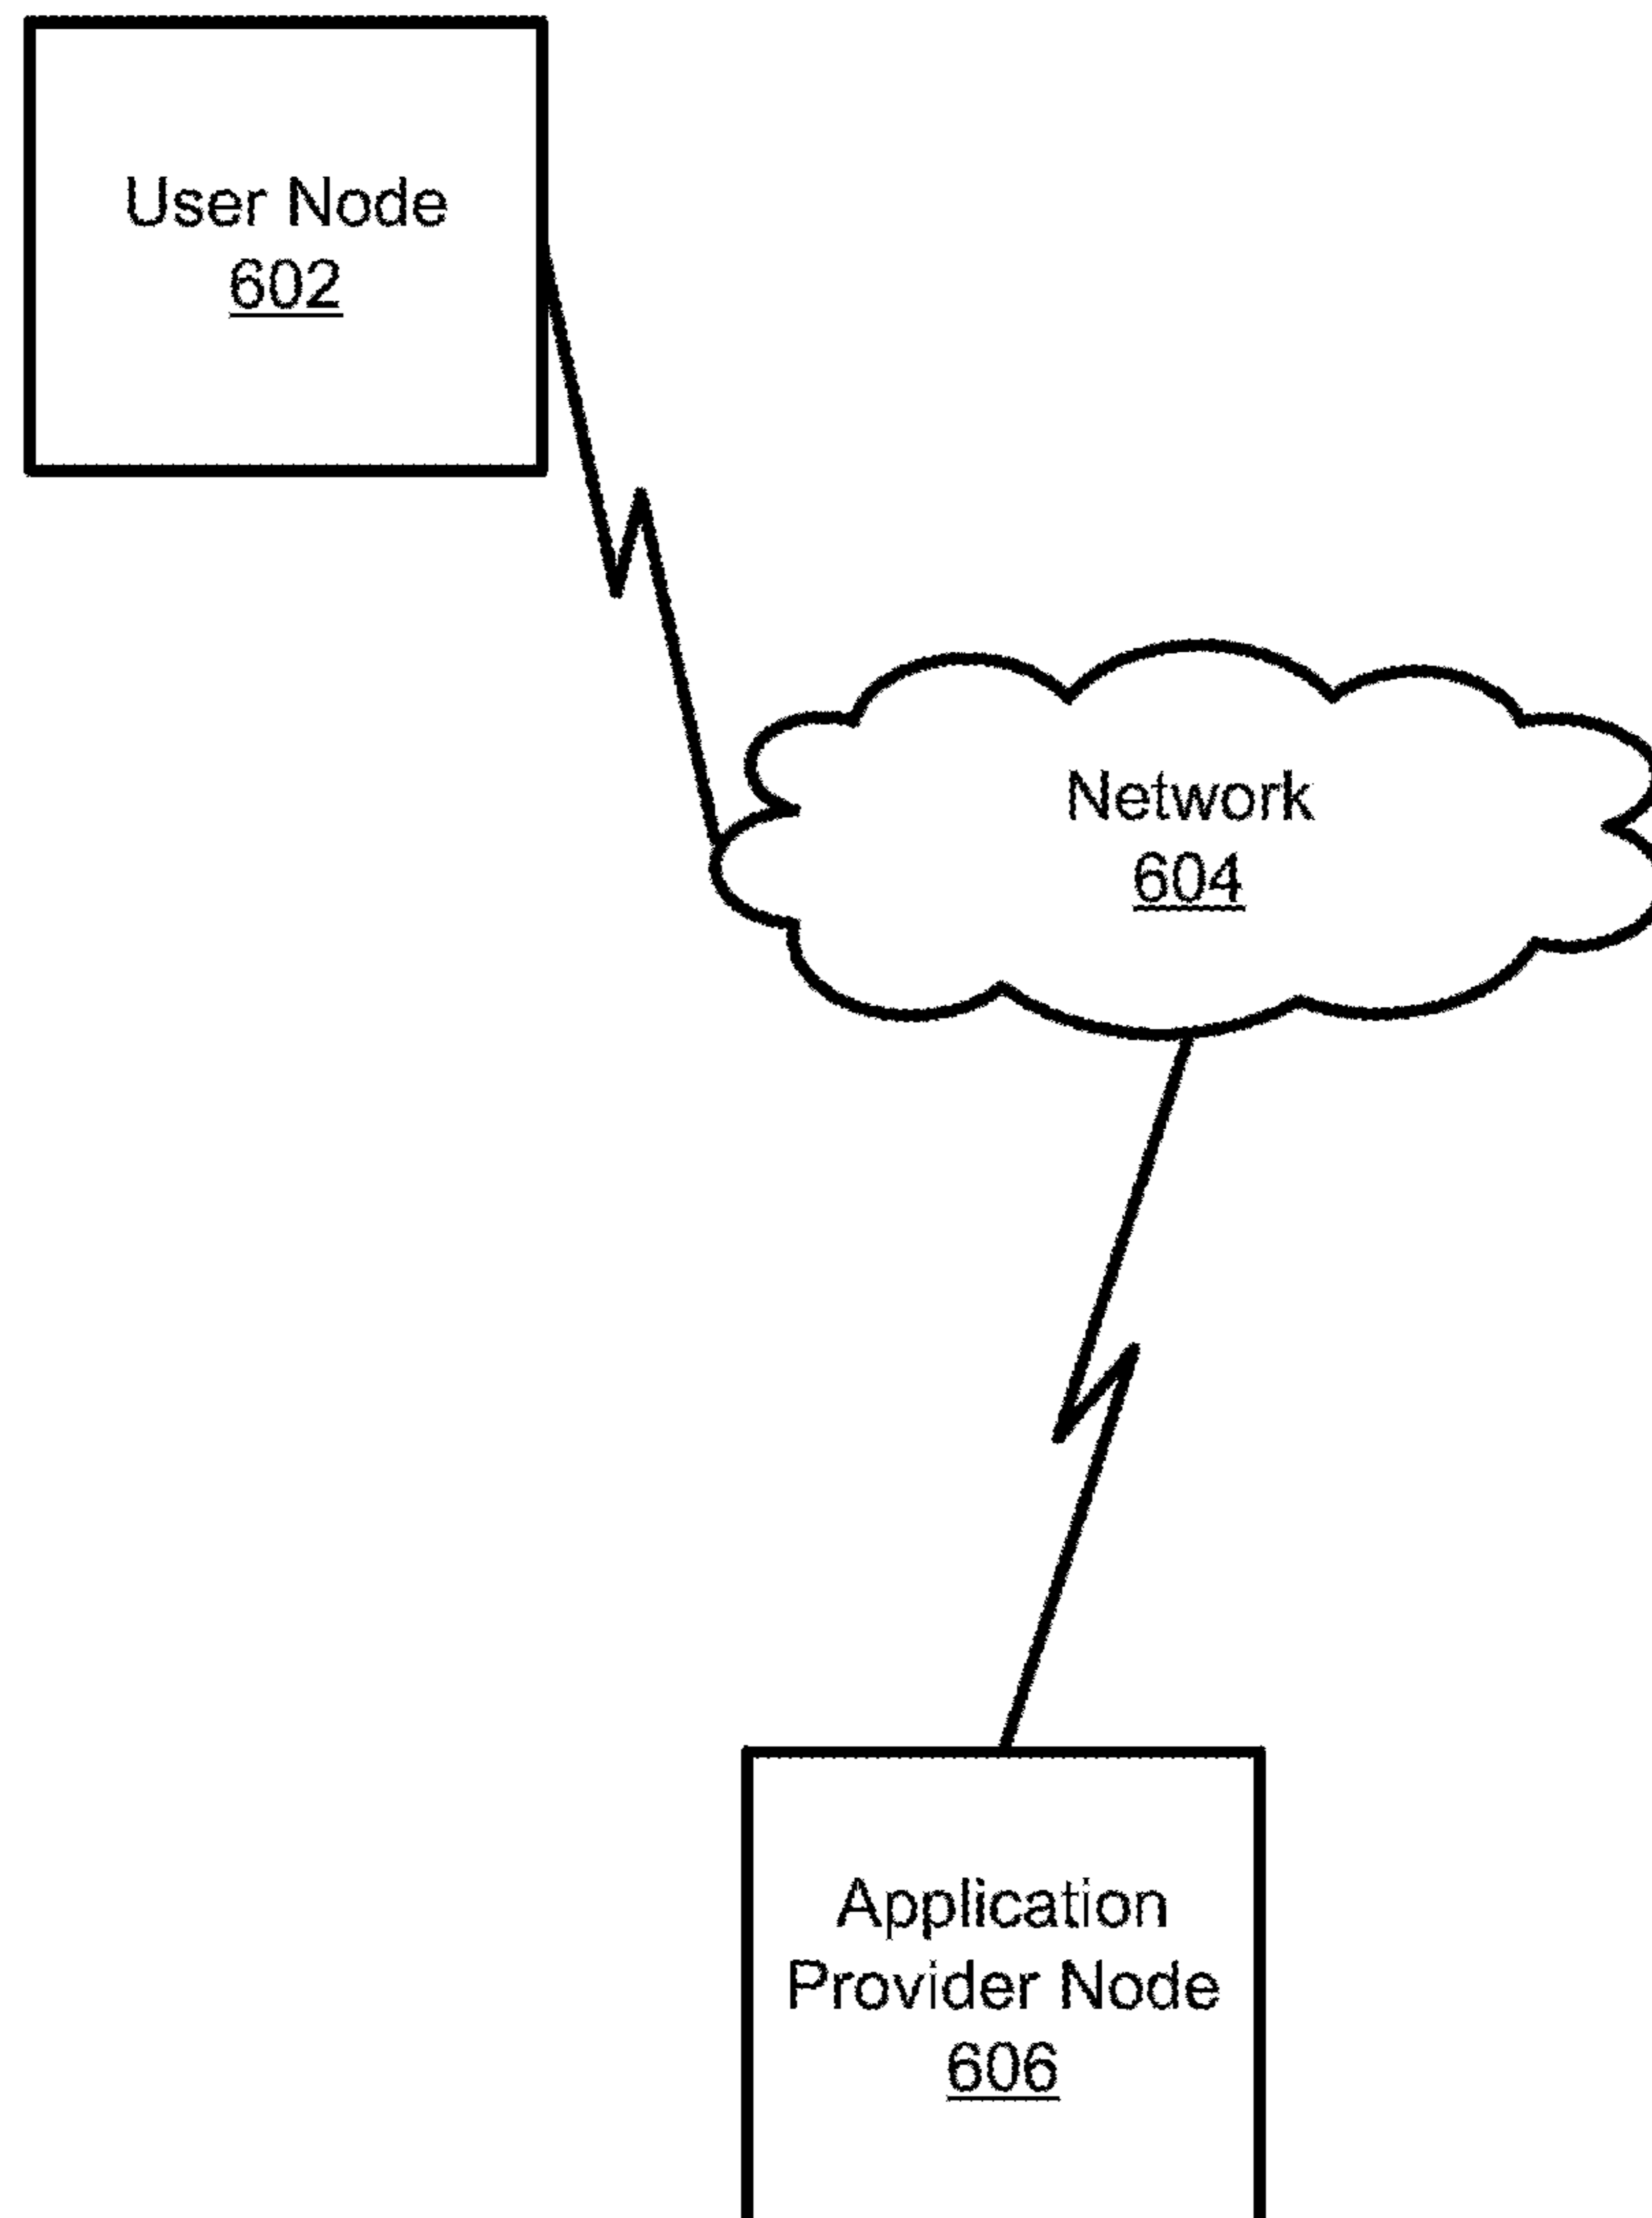 User Node
602
Network
604
Application
Provider Node
606